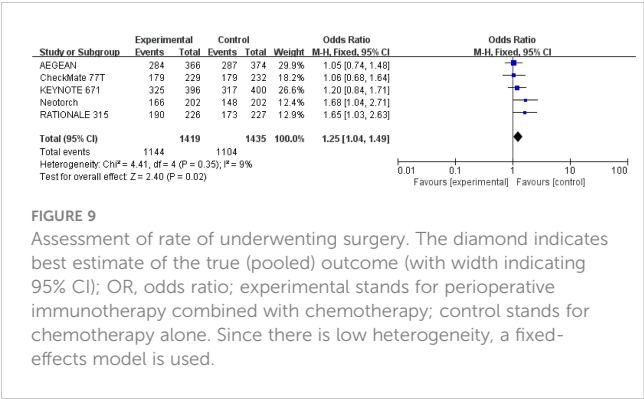 Experimental Control Odds Ratio Odds Ratio
Study or Subgroup Events Total Events Total Weight M-H, Fixed, 95% CI M-H, Fixed, 95% CI
AEGEAN 284 366 287 374 29.9% 1.05 [0.74, 1.48]
CheckMate 77T 179 229 179 232 18.2% 1.06 [0.68, 1.64]
KEYNOTE 671 325 396 317 400 26.6% 1.20 [0.84, 1.71]
Neotorch 166 202 148 202 12.4% 1.68 [1.04, 2.71]
RATIONALE 315 190 226 173 227 12.9% 1.65 [1.03, 2.63]
Total (95% CI) 1419 1435 100.0% 1.25 [1.04, 1.49]
Total events 1144 1104
Heterogeneity: Chi² = 4.41, df = 4 (P = 0.35); I² = 9%
Test for overall effect: Z = 2.40 (P = 0.02)
0.01 0.1 1 10 100
Favours [experimental] Favours [control]
FIGURE 9
Assessment of rate of underwenting surgery. The diamond indicates
best estimate of the true (pooled) outcome (with width indicating
95% CI); OR, odds ratio; experimental stands for perioperative
immunotherapy combined with chemotherapy; control stands for
chemotherapy alone. Since there is low heterogeneity, a fixed-
effects model is used.